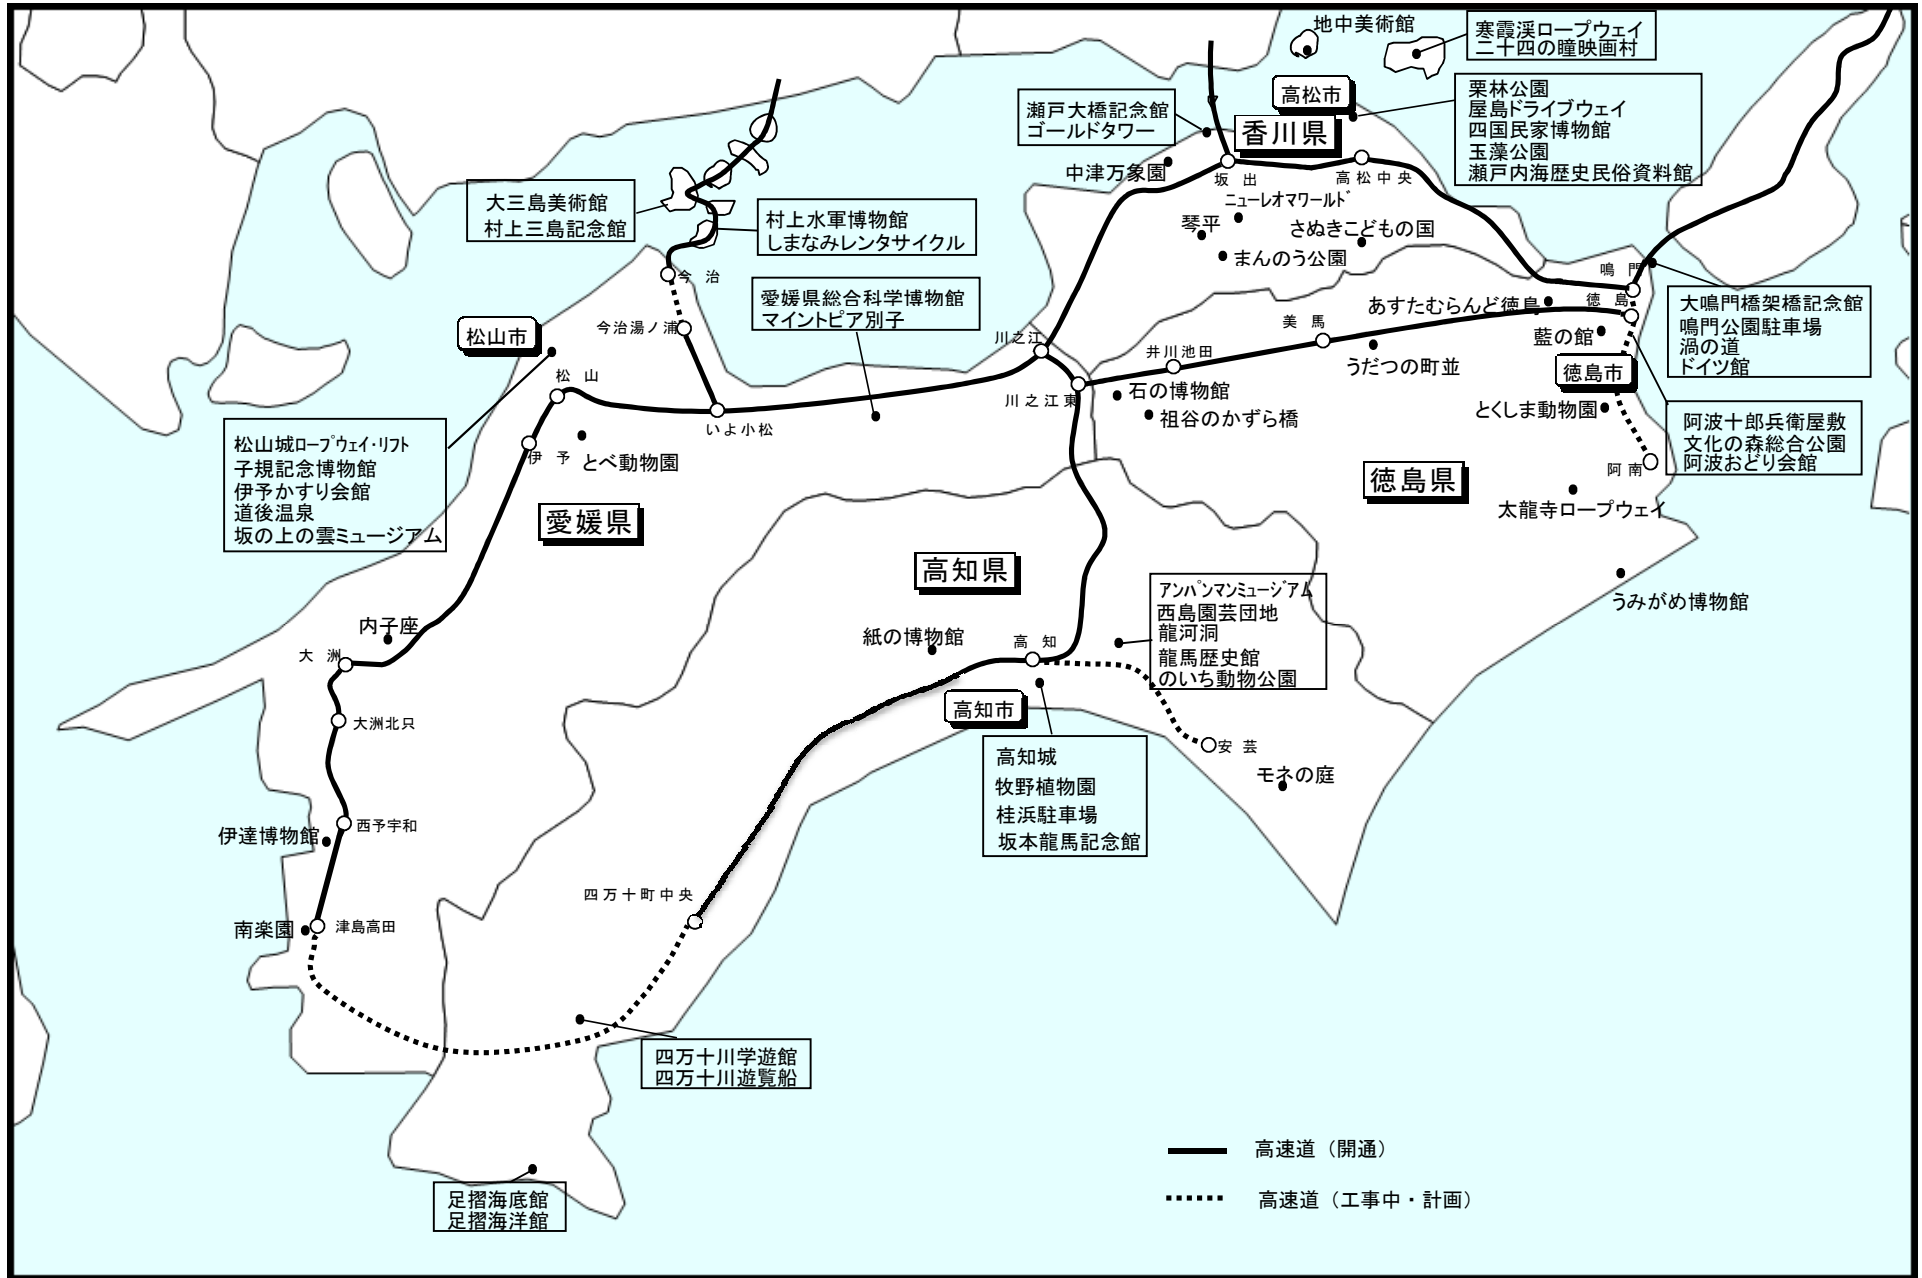 地中美術館
寒霞渓ロープウェイ
二十四の瞳映画村
高松市
瀬戸大橋記念館
ゴールドタワー
栗林公園
屋島ドライブウェイ
四国民家博物館
玉藻公園
瀬戸内海歴史民俗資料館
香川県
中津万象園
坂出
高松中央
ニューレオマワールド
琴平
さぬきこどもの国
まんのう公園
大三島美術館
村上三島記念館
村上水軍博物館
しまなみレンタサイクル
今治
今治湯ノ浦
愛媛県総合科学博物館
マイントピア別子
松山市
松山
いよ小松
伊予
とべ動物園
川之江
川之江東
井川池田
美馬
あすたむらんど徳島
鳴門
徳島
藍の館
徳島市
うだつの町並
石の博物館
祖谷のかずら橋
とくしま動物園
大鳴門橋架橋記念館
鳴門公園駐車場
渦の道
ドイツ館
阿波十郎兵衛屋敷
文化の森総合公園
阿波おどり会館
阿南
徳島県
太龍寺ロープウェイ
うみがめ博物館
松山城ロープウェイ・リフト
子規記念博物館
伊予かすり会館
道後温泉
坂の上の雲ミュージアム
愛媛県
高知県
アンパンマンミュージアム
西島園芸団地
龍河洞
龍馬歴史館
のいち動物公園
内子座
大洲
大洲北只
紙の博物館
高知
高知市
高知城
牧野植物園
桂浜駐車場
坂本龍馬記念館
安芸
モネの庭
西予宇和
伊達博物館
四万十町中央
南楽園
津島高田
四万十川学遊館
四万十川遊覧船
足摺海底館
足摺海洋館
高速道（開通）
高速道（工事中・計画）